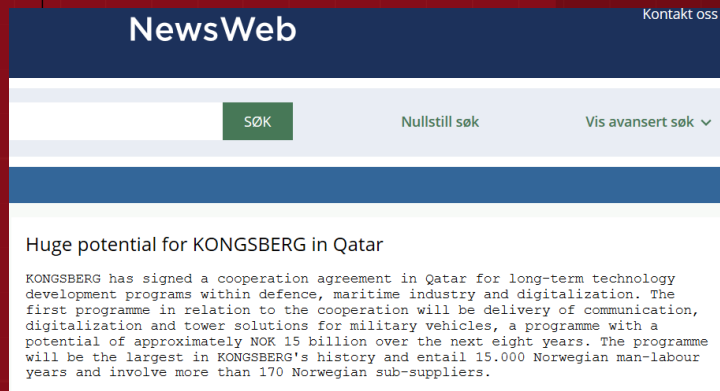 Kontakt oss
NewsWeb
SØK
Nullstill søk
Vis avansert søk
Huge potential for KONGSBERG in Qatar
KONGSBERG has signed a cooperation agreement in Qatar for long-term technology
development programs within defence, maritime industry and digitalization. The
first programme in relation to the cooperation will be delivery of communication,
digitalization and tower solutions for military vehicles, a programme with a
potential of approximately NOK 15 billion over the next eight years. The programme
will be the largest in KONGSBERG's history and entail 15.000 Norwegian man-labour
years and involve more than 170 Norwegian sub-suppliers.